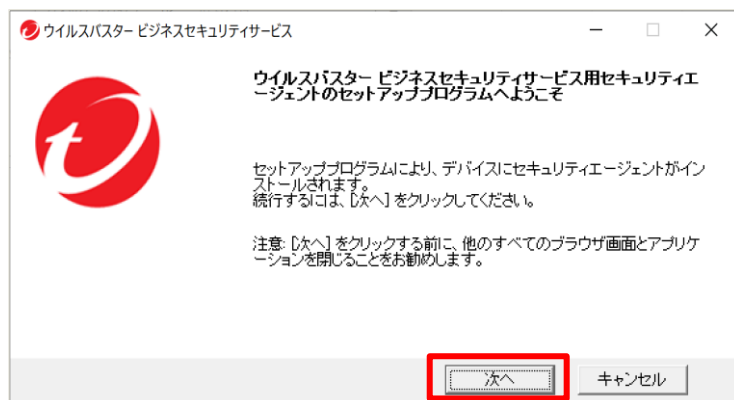 ウイルスバスター ビジネスセキュリティサービス
ウイルスバスター ビジネスセキュリティサービス用セキュリティエ
ージェントのセットアッププログラムへようこそ
セットアッププログラムにより、デバイスにセキュリティエージェントがイン
ストールされます。
続行するには、[次へ] をクリックしてください。
注意: [次へ] をクリックする前に、他のすべてのブラウザ画面とアプリケ
ーションを閉じることをお勧めします。
次へ
キャンセル